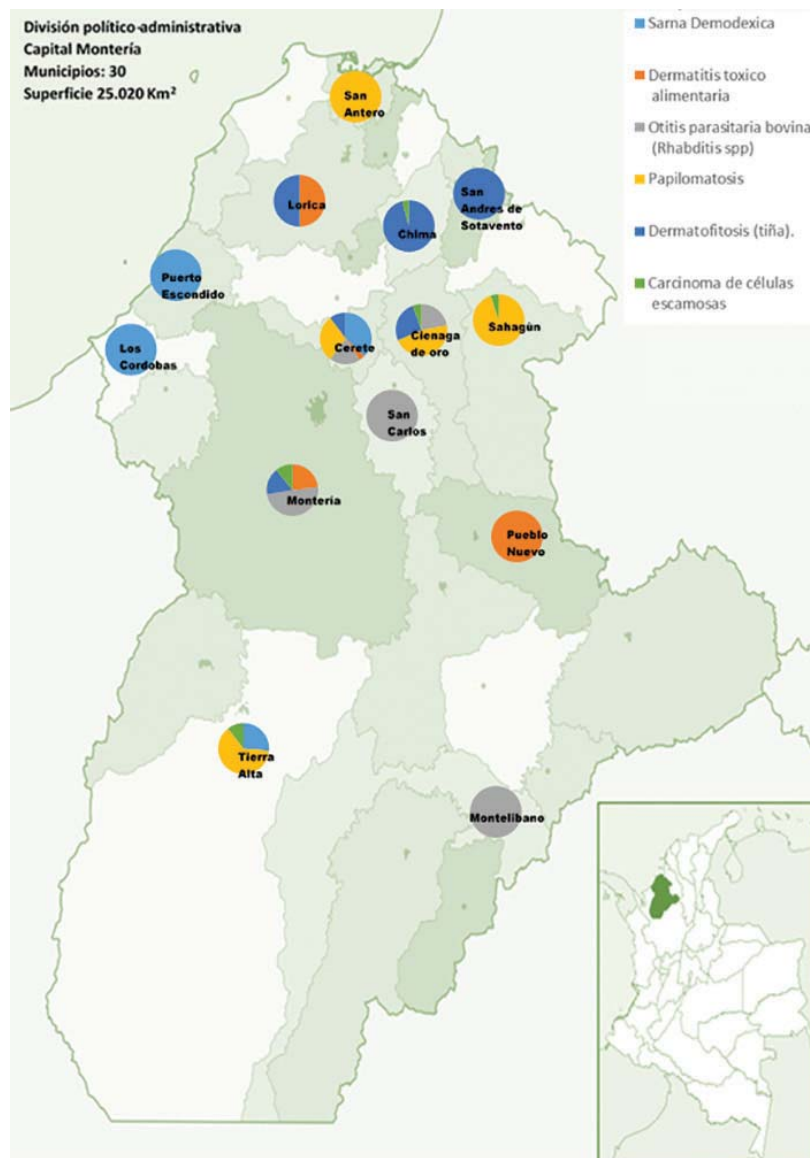 División político-administrativa
Capital Montería
Municipios: 30
Superficie 25.020 Km²
Sarna Demodexica
Dermatitis toxico
alimentaria
Otitis parasitaria bovina
(Rhabditis spp)
Papilomatosis
Dermatofitosis (tiña).
Carcinoma de células
escamosas
San
Antero
Lorica
San
Andres de
Sotavento
Chima
Puerto
Escondido
Sahagùn
Cienaga
de oro
Cerete
Los
Cordobas
San
Carlos
Montería
Pueblo
Nuevo
Tierra
Alta
Montelibano